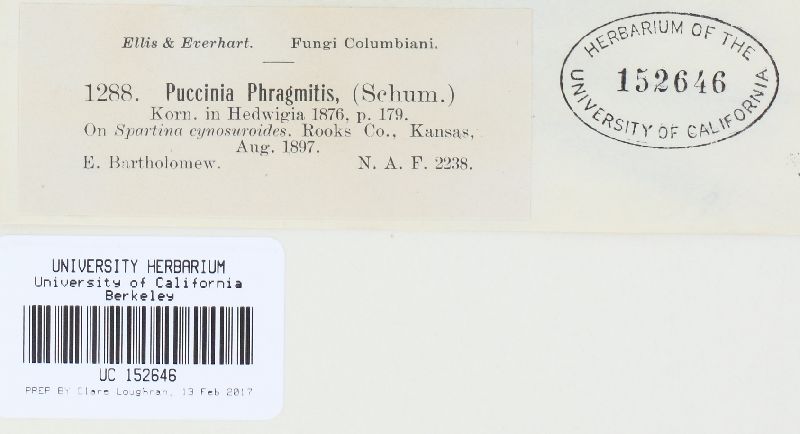 Ellis & Everhart. Fungi Columbiani.
1288. Puccinia Phragmitis, (Schum.)
Korn. in Hedwigia 1876, p. 179.
On Spartina cynosuroides. Rooks Co., Kansas,
Aug. 1897.
E. Bartholomew. N. A. F. 2238.
HERBARIUM OF THE
152646
UNIVERSITY OF CALIFORNIA
UNIVERSITY HERBARIUM
University of California
Berkeley
UC 152646
PREP BY Clare Loughran, 13 Feb 2017